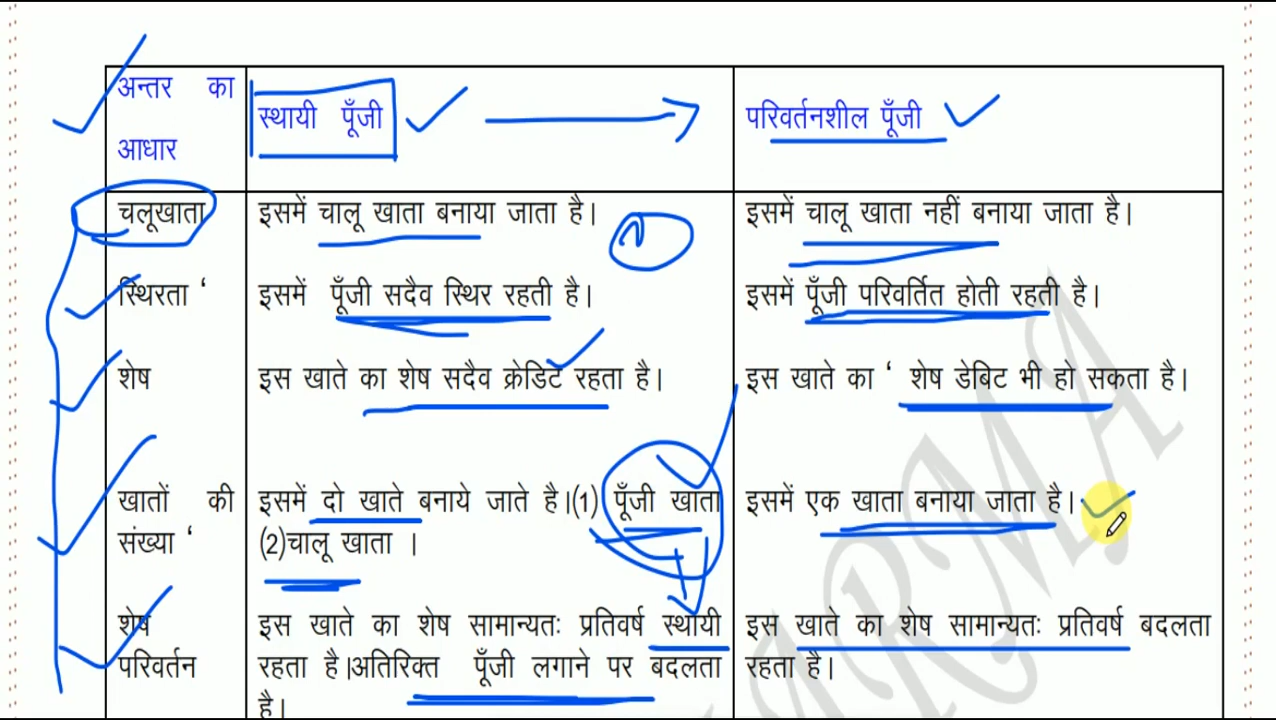 अन्तर का
आधार
स्थायी पूँजी
परिवर्तनशील पूँजी
चलूखाता
इसमें चालू खाता बनाया जाता है।
इसमें चालू खाता नहीं बनाया जाता है।
स्थिरता ‘
इसमें पूँजी सदैव स्थिर रहती है।
इसमें पूँजी परिवर्तित होती रहती है।
शेष
इस खाते का शेष सदैव क्रेडिट रहता है।
इस खाते का ‘ शेष डेबिट भी हो सकता है।
खातों की
संख्या ‘
इसमें दो खाते बनाये जाते है।(1) पूँजी खाता
(2)चालू खाता ।
इसमें एक खाता बनाया जाता है।
शेष
परिवर्तन
इस खाते का शेष सामान्यतः प्रतिवर्ष स्थायी
रहता है।अतिरिक्त पूँजी लगाने पर बदलता
है।
इस खाते का शेष सामान्यतः प्रतिवर्ष बदलता
रहता है।